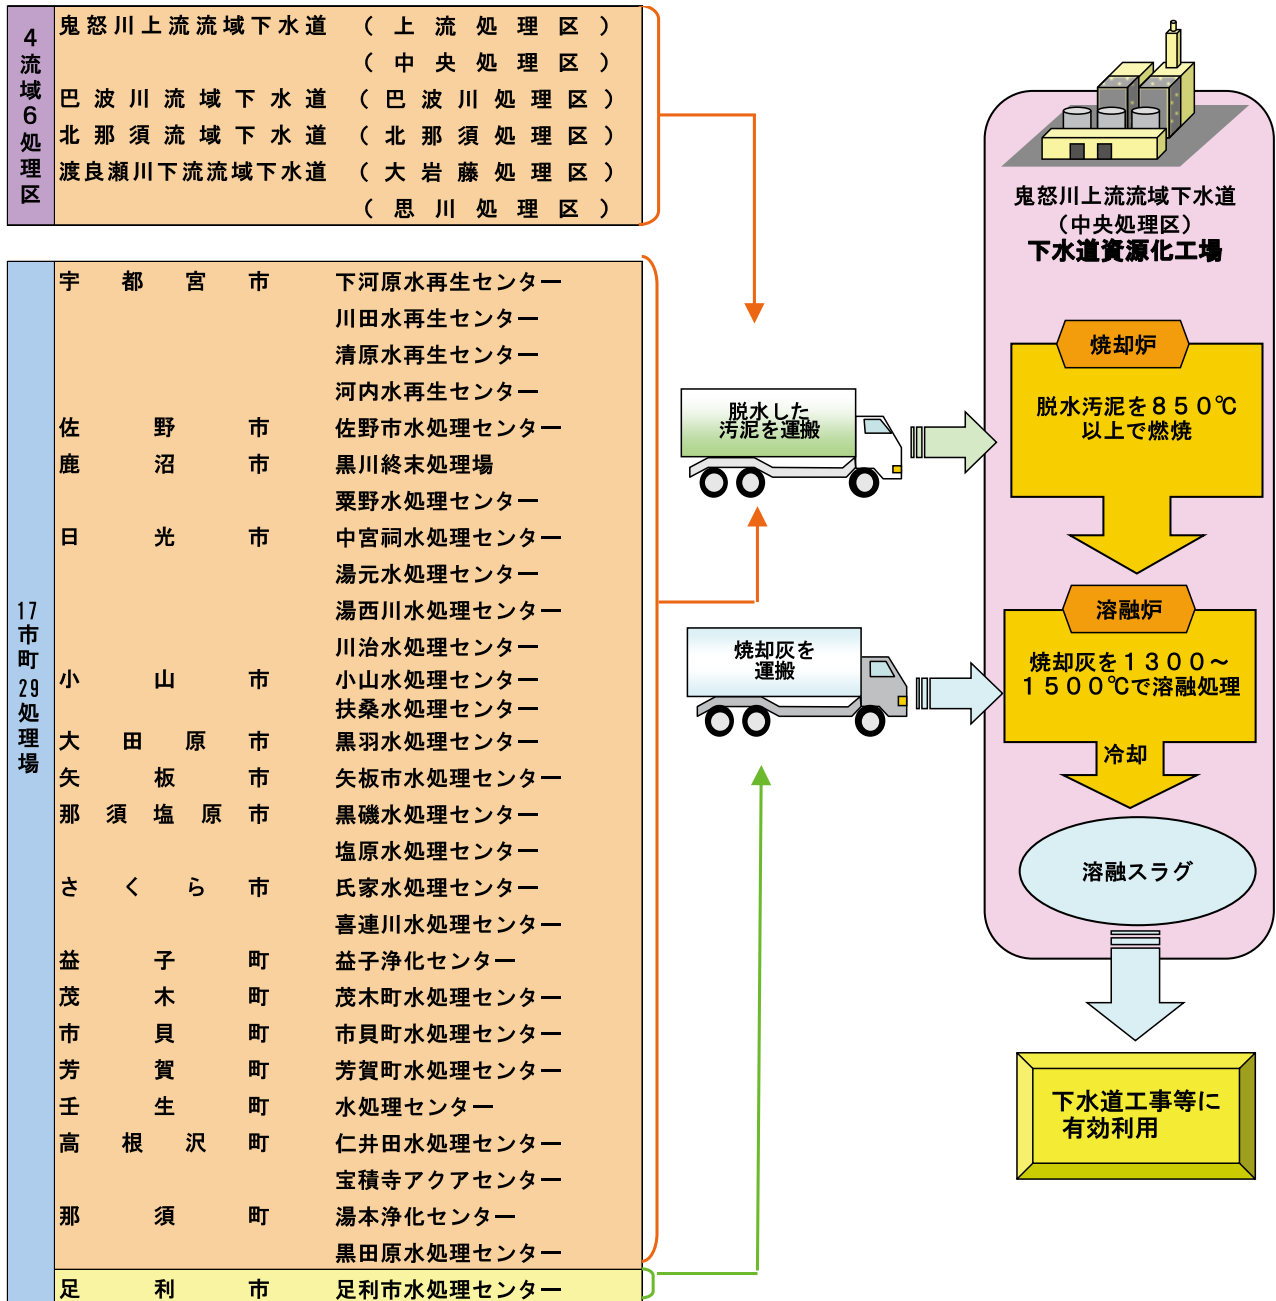 4流域6処理区
鬼怒川上流流域下水道 (上流処理区)
(中央処理区)
巴波川流域下水道 (巴波川処理区)
北那須流域下水道 (北那須処理区)
渡良瀬川下流流域下水道 (大岩藤処理区)
(思川処理区)
17市町29処理場
宇都宮市 下河原水再生センター
川田水再生センター
清原水再生センター
河内水再生センター
佐野市 佐野市水処理センター
鹿沼市 黒川終末処理場
粟野水処理センター
日光市 中宮祠水処理センター
湯元水処理センター
湯西川水処理センター
川治水処理センター
小山市 小山水処理センター
扶桑水処理センター
大田原市 黒羽水処理センター
矢板市 矢板市水処理センター
那須塩原市 黒磯水処理センター
塩原水処理センター
さくら市 氏家水処理センター
喜連川水処理センター
益子町 益子浄化センター
茂木町 茂木町水処理センター
市貝町 市貝町水処理センター
芳賀町 芳賀町水処理センター
壬生町 水処理センター
高根沢町 仁井田水処理センター
宝積寺アクアセンター
那須町 湯本浄化センター
黒田原水処理センター
足利市 足利市水処理センター
脱水した
汚泥を運搬
焼却灰を
運搬
鬼怒川上流流域下水道
(中央処理区)
下水道資源化工場
焼却炉
脱水汚泥を850℃
以上で燃焼
溶融炉
焼却灰を1300～
1500℃で溶融処理
冷却
溶融スラグ
下水道工事等に
有効利用